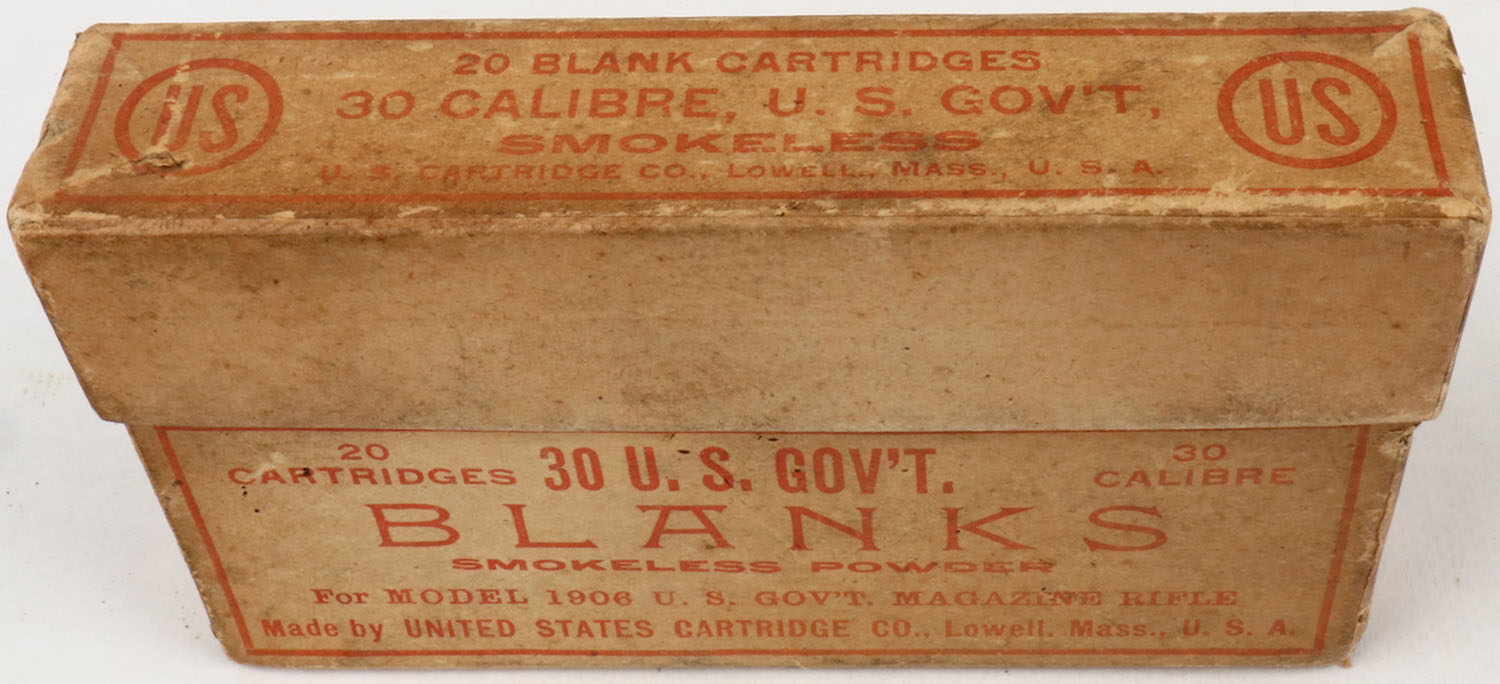 20 BLANK CARTRIDGES
US
30 CALIBRE, U. S. GOV'T,
US
SMOKELESS
U. S. CARTRIDGE CO., LOWELL, MASS., U. S. A.
20
CARTRIDGES
30 U. S. GOV'T.
30
CALIBRE
BLANKS
SMOKELESS POWDER
For MODEL 1906 U. S. GOV'T. MAGAZINE RIFLE
Made by UNITED STATES CARTRIDGE CO., Lowell, Mass., U. S. A.